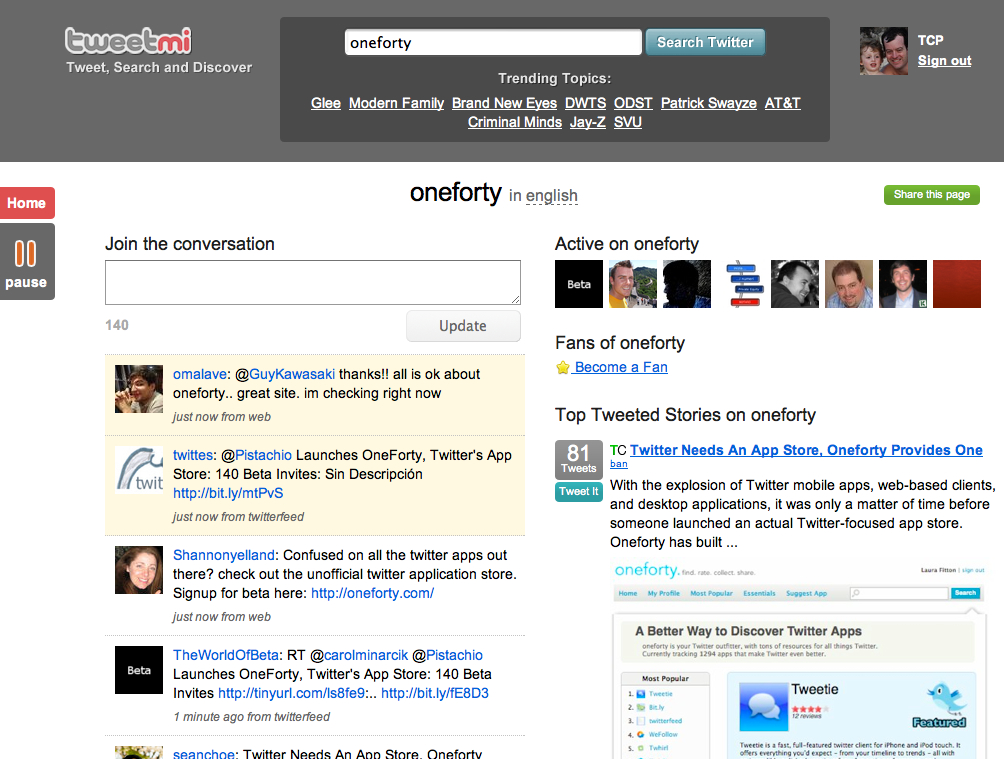 tweetmi
Tweet, Search and Discover
oneforty
Search Twitter
Trending Topics:
Glee Modern Family Brand New Eyes DWTS ODST Patrick Swayze AT&T
Criminal Minds Jay-Z SVU
TCP
Sign out
Home
pause
oneforty in english
Share this page
Join the conversation
140
Update
omalave: @GuyKawasaki thanks!! all is ok about
oneforty.. great site. im checking right now
just now from web
twit
twittes: @Pistachio Launches OneForty, Twitter's App
Store: 140 Beta Invites: Sin Descripción
http://bit.ly/mtPvS
just now from twitterfeed
Shannonyelland: Confused on all the twitter apps out
there? check out the unofficial twitter application store.
Signup for beta here: http://oneforty.com/
just now from web
Beta
TheWorldOfBeta: RT @carolminarcik @Pistachio
Launches OneForty, Twitter's App Store: 140 Beta
Invites http://tinyurl.com/ls8fe9:.. http://bit.ly/fE8D3
1 minute ago from twitterfeed
seanchoe: Twitter Needs An App Store, Oneforty
Active on oneforty
Beta
Fans of oneforty
Become a Fan
Top Tweeted Stories on oneforty
81
Tweets
Tweet It
TC Twitter Needs An App Store, Oneforty Provides One
ban
With the explosion of Twitter mobile apps, web-based clients,
and desktop applications, it was only a matter of time before
someone launched an actual Twitter-focused app store.
Oneforty has built ...
oneforty. find. rate. collect. share.
Laura Fitton | sign out
Home My Profile Most Popular Essentials Suggest App
Search
A Better Way to Discover Twitter Apps
oneforty is your Twitter outfitter, with tons of resources for all things Twitter.
Currently tracking 1294 apps that make Twitter even better.
Most Popular
1. Tweetie
2. Bit.ly
3. twitterfeed
4. WeFollow
5. Twhirl
Tweetie
12 reviews
Featured
Tweetie is a fast, full-featured twitter client for iPhone and iPod touch. It
offers everything you'd expect - from your timeline to trends - all with